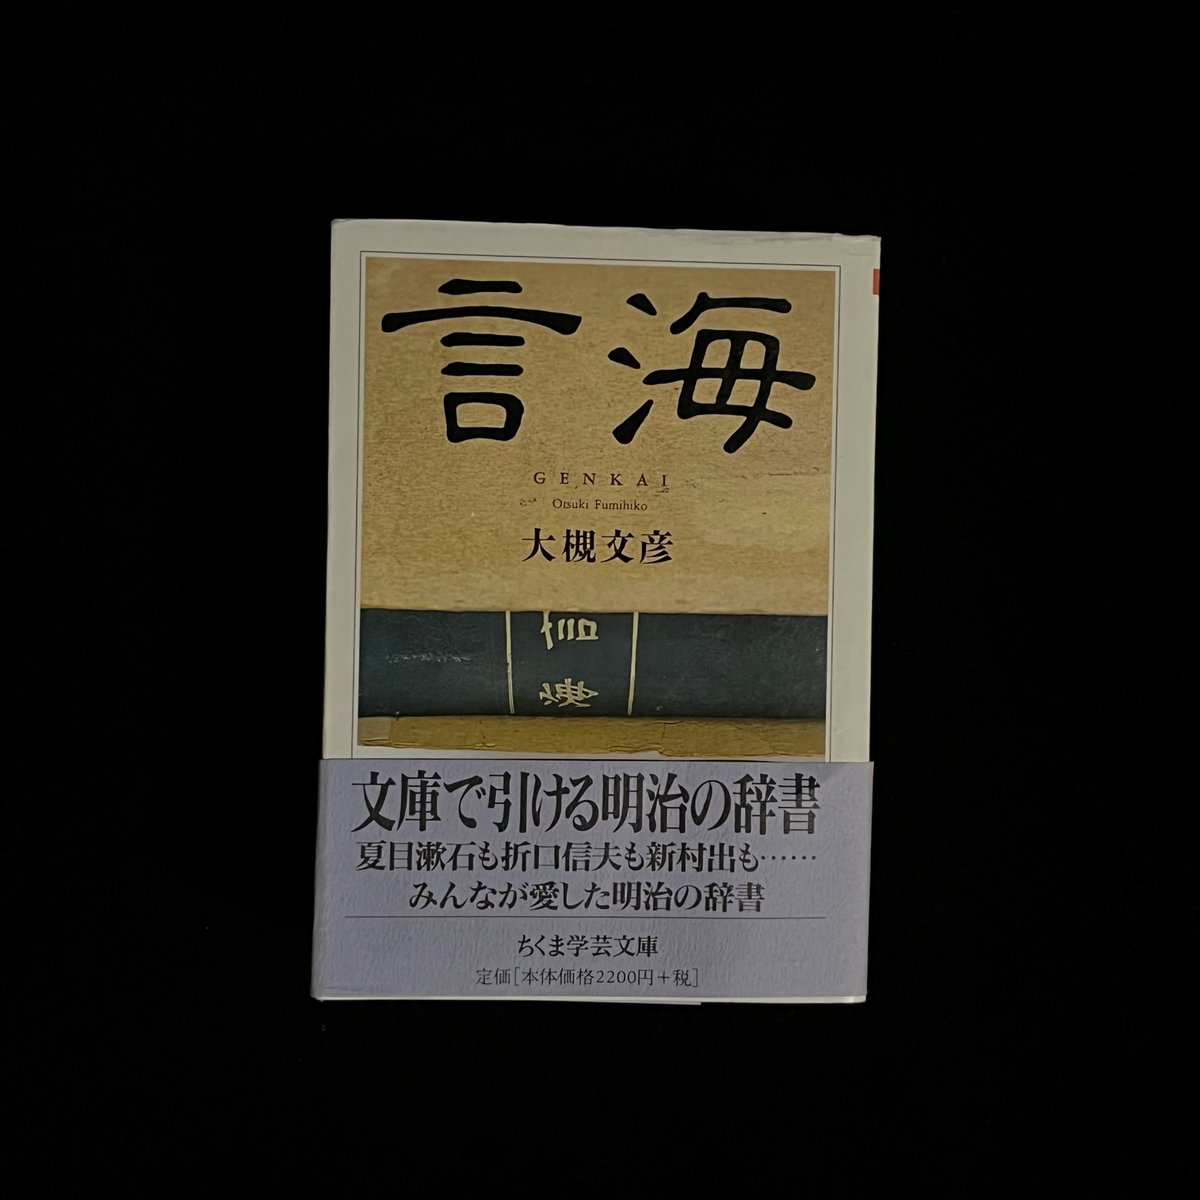 言海
GENKAI
Otsuki Fumihiko
大槻文彦
言海
文庫で引ける明治の辞書
夏目漱石も折口信夫も新村出も……
みんなが愛した明治の辞書
ちくま学芸文庫
定価[本体価格2200円+税]